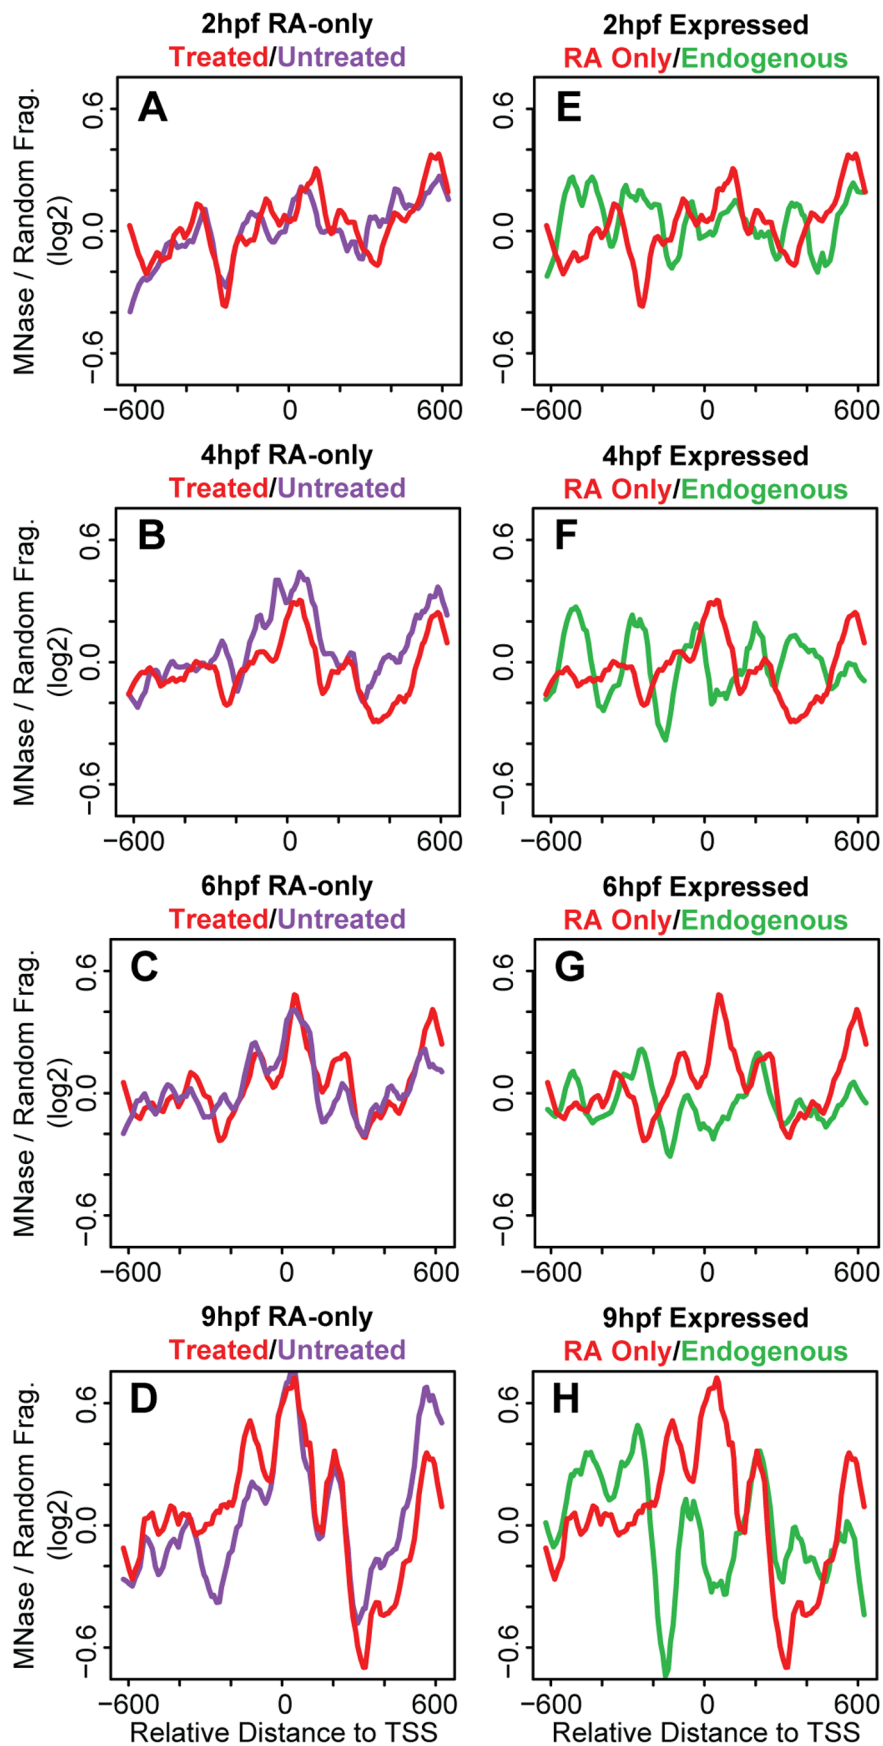 2hpf RA-only
Treated/Untreated
2hpf Expressed
RA Only/Endogenous
MNase / Random Frag.
(log2)
0.6
0.0
−0.6
A
−600
0
600
E
−600
0
600
4hpf RA-only
Treated/Untreated
4hpf Expressed
RA Only/Endogenous
MNase / Random Frag.
(log2)
0.6
0.0
−0.6
B
−600
0
600
0.6
0.0
−0.6
F
−600
0
600
6hpf RA-only
Treated/Untreated
6hpf Expressed
RA Only/Endogenous
MNase / Random Frag.
(log2)
0.6
0.0
−0.6
C
−600
0
600
0.6
0.0
−0.6
G
−600
0
600
9hpf RA-only
Treated/Untreated
9hpf Expressed
RA Only/Endogenous
MNase / Random Frag.
(log2)
0.6
0.0
−0.6
D
−600
0
600
Relative Distance to TSS
0.6
0.0
−0.6
H
−600
0
600
Relative Distance to TSS
0.6
0.0
−0.6